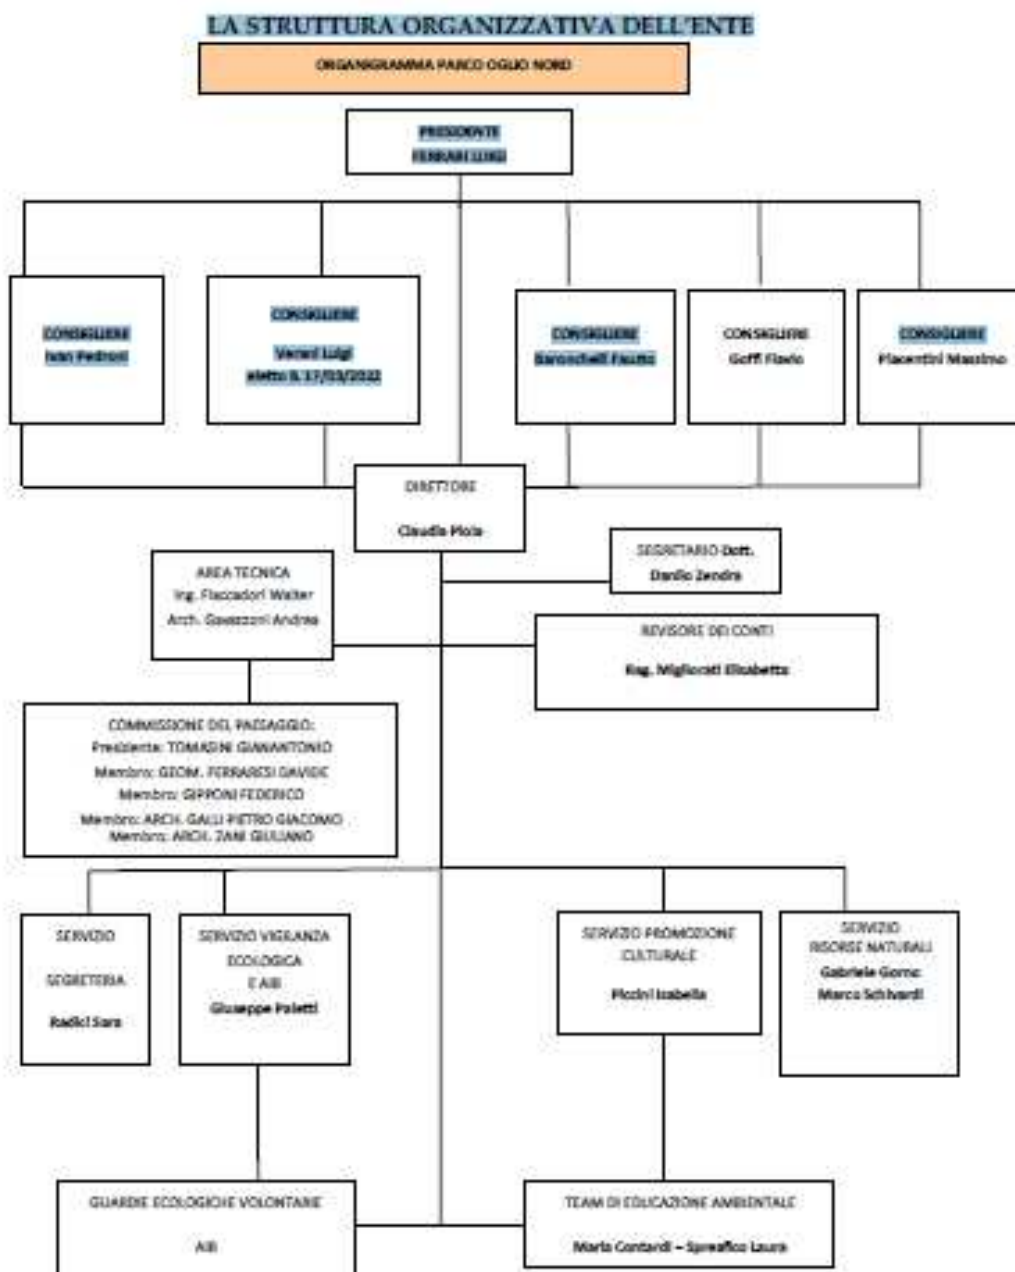 LA STRUTTURA ORGANIZZATIVA DELL'ENTE
ORGANIGRAMMA PARCO OGLIO NORD
PRESIDENTE
FERRARI LUIGI
CONSIGLIERE
Ivan Pedroni
CONSIGLIERE
Verani Luigi
eletto il 17/03/2022
CONSIGLIERE
Baronchelli Fausto
CONSIGLIERE
Goffi Flavio
CONSIGLIERE
Piacentini Massimo
DIRETTORE
Claudia Ploia
SEGRETARIO Dott.
Danilo Zendra
AREA TECNICA
Ing. Flaccadori Walter
Arch. Gavazzoni Andrea
REVISORE DEI CONTI
Rag. Migliorati Elisabetta
COMMISSIONE DEL PAESAGGIO:
Presidente: TOMASINI GIANANTONIO
Membro: GEOM. FERRARESI DAVIDE
Membro: GIPPONI FEDERICO
Membro: ARCH. GALLI PIETRO GIACOMO
Membro: ARCH. ZANI GIULIANO
SERVIZIO
SEGRETERIA
Radici Sara
SERVIZIO VIGILANZA
ECOLOGICA
E AIB
Giuseppe Paletti
SERVIZIO PROMOZIONE
CULTURALE
Piccini Isabella
SERVIZIO
RISORSE NATURALI
Gabriele Gorno
Marco Schivardi
GUARDIE ECOLOGICHE VOLONTARIE
AIB
TEAM DI EDUCAZIONE AMBIENTALE
Maria Contardi – Spreafico Laura